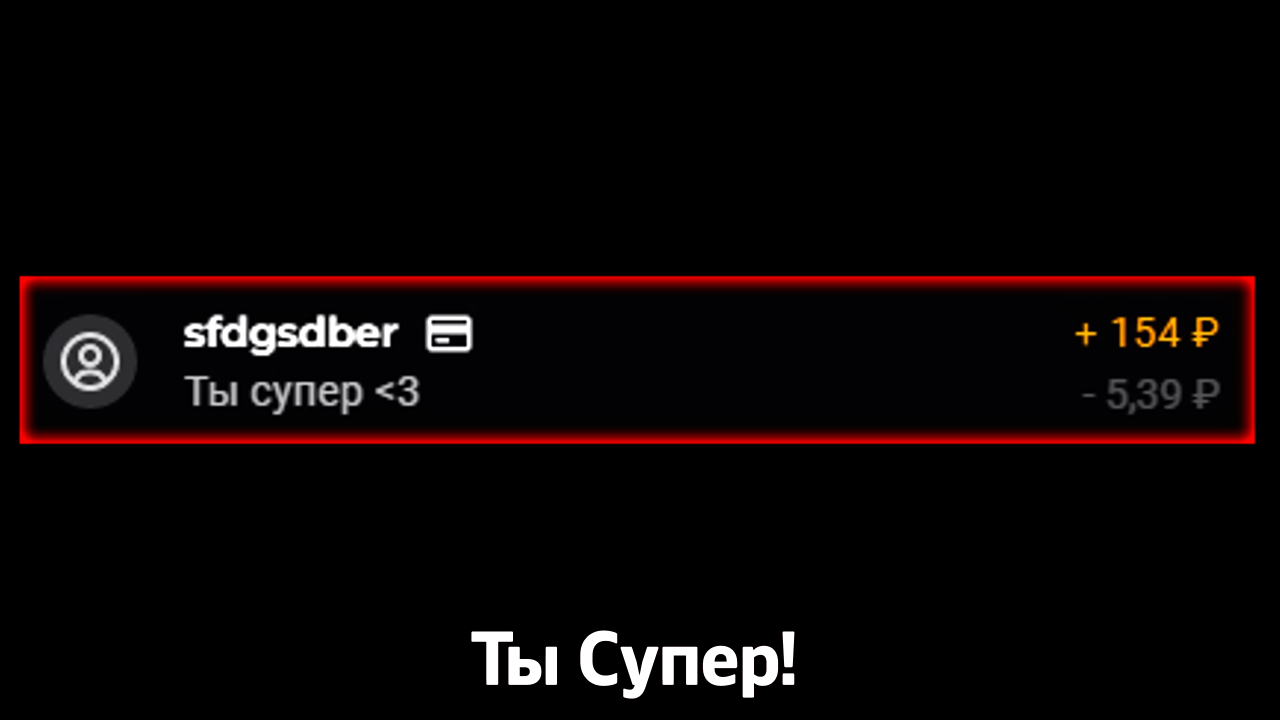 sfdgsdber
+ 154 ₽
Ты супер <3
- 5,39 ₽
Ты Супер!